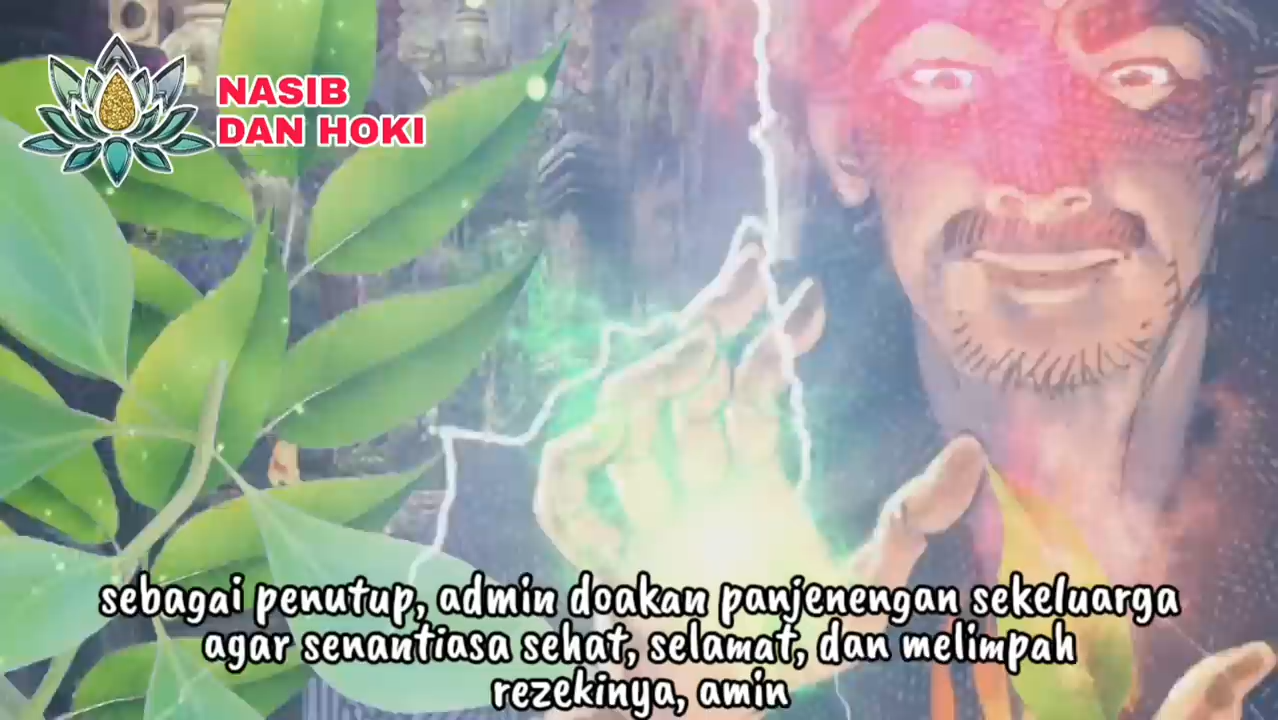 NASIB
DAN HOKI
sebagai penutup, admin doakan panjenengan sekeluarga
agar senantiasa sehat, selamat, dan melimpah
rezekinya, amin